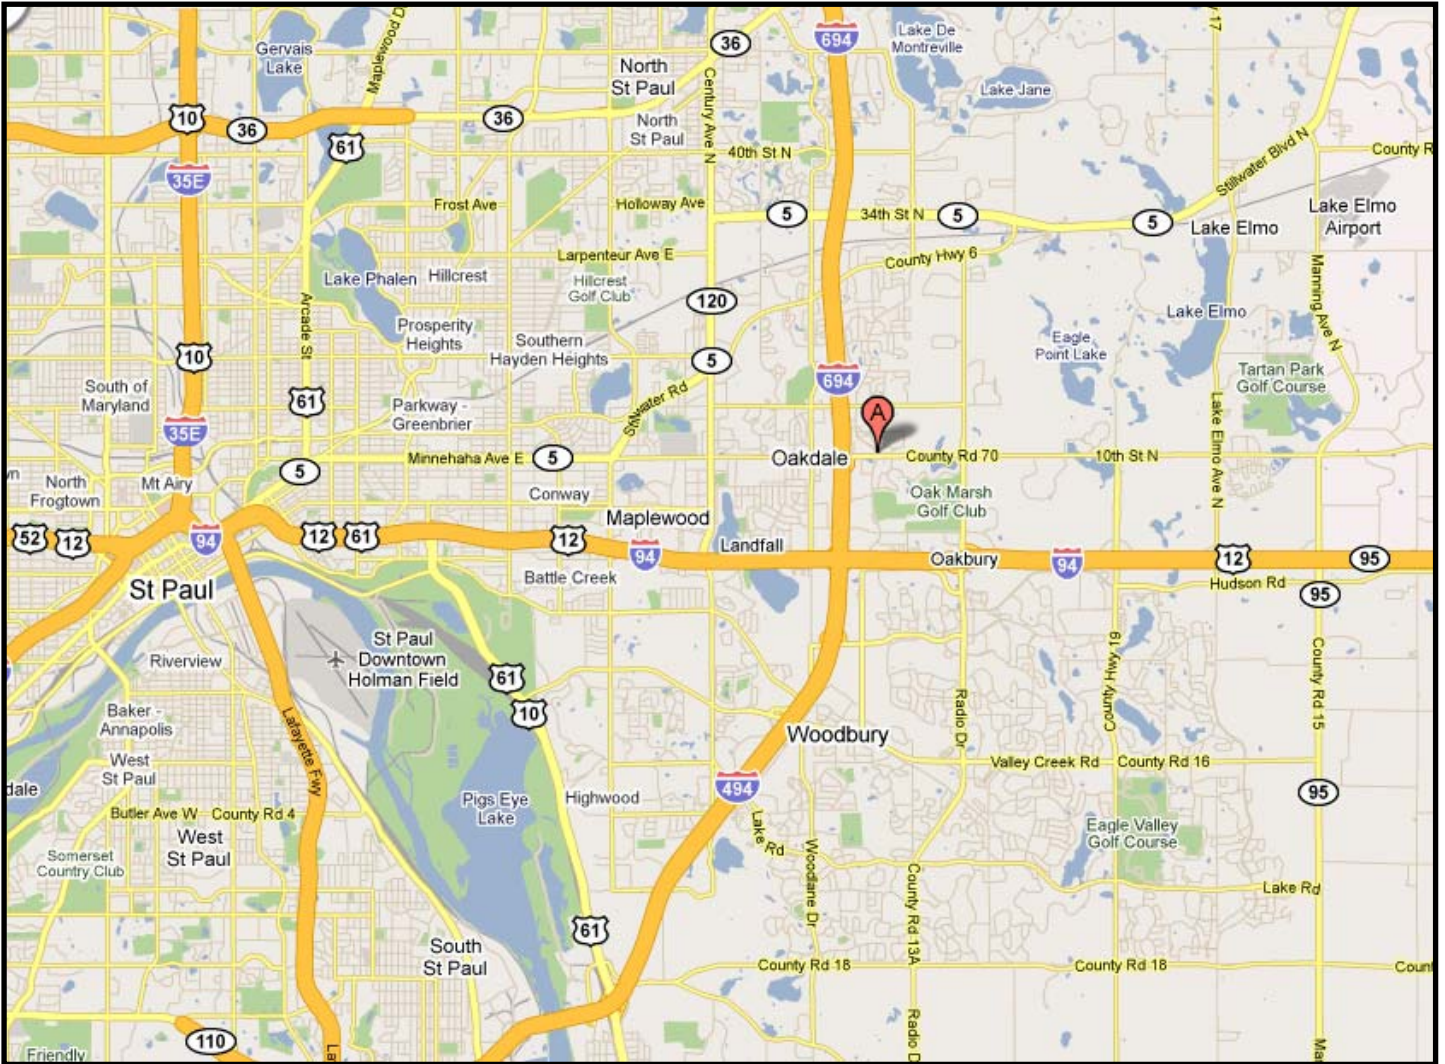 Gervais
Lake
Maplewood D
36
694
Lake De
Montreville
17
North
St Paul
Century Ave N
Lake Jane
10
36
36
North
St Paul
61
40th St N
Stillwater Blvd N
County R
35E
Frost Ave
Holloway Ave
5
34th St N
5
5
Lake Elmo
Lake Elmo
Airport
Larpenteur Ave E
County Hwy 6
Lake Phalen
Hillcrest
Hillcrest
Golf Club
Manning Ave N
Arcade St
120
Lake Elmo
Prosperity
Heights
Southern
Hayden Heights
Eagle
Point Lake
10
5
Tartan Park
Golf Course
South of
Maryland
694
Stillwater Rd
61
Parkway -
Greenbrier
A
Lake Elmo Ave N
35E
Minnehaha Ave E
5
Oakdale
County Rd 70
10th St N
5
North
Frogtown
Mt Airy
Conway
Oak Marsh
Golf Club
Maplewood
52
12
94
12
61
12
94
Landfall
Oakbury
94
12
95
Battle Creek
Hudson Rd
95
St Paul
St Paul
Downtown
Holman Field
Riverview
61
County Hwy 19
County Rd 15
10
Radio Dr
Baker -
Annapolis
Lafayette Fwy
Woodbury
West
St Paul
Valley Creek Rd
County Rd 16
dale
494
95
Pigs Eye
Lake
Highwood
Butler Ave W
County Rd 4
Lake Rd
Eagle Valley
Golf Course
West
St Paul
Woodlane Dr
Somerset
Country Club
County Rd 13A
Lake Rd
61
South
St Paul
County Rd 18
County Rd 18
Coun
110
Radio D
Friendly
La
Ma